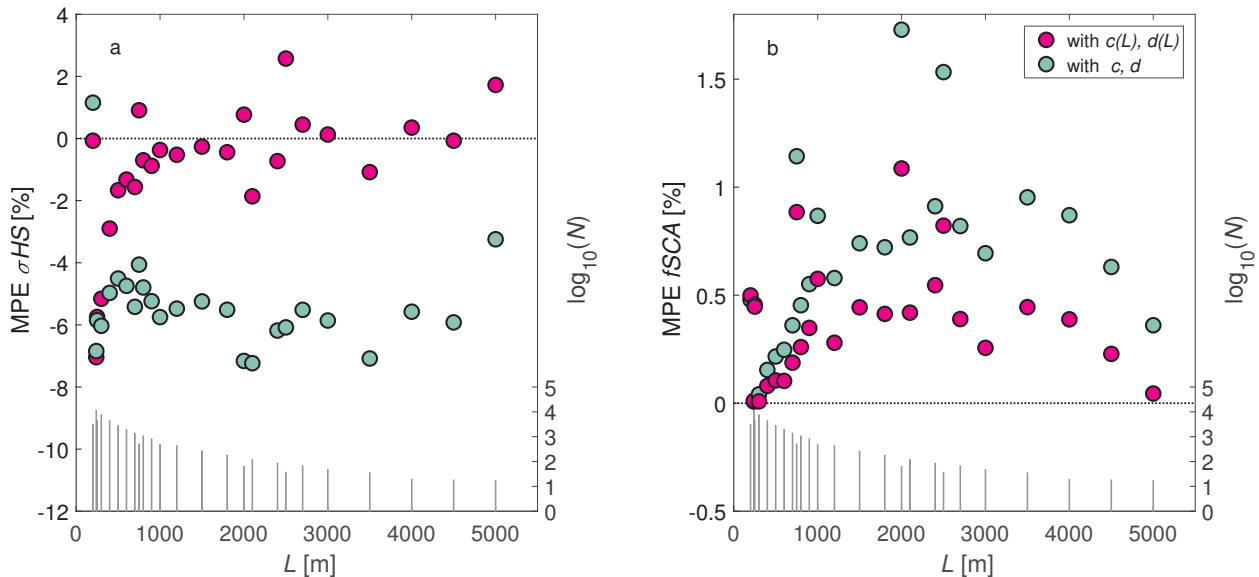 a
4
2
0
-2
-4
-6
-8
-10
-12
MPE σHS [%]
5
4
3
2
1
0
log10(N)
0 1000 2000 3000 4000 5000
L [m]
b
with c(L), d(L)
with c, d
1.5
1
0.5
0
-0.5
MPE fSCA [%]
5
4
3
2
1
0
log10(N)
0 1000 2000 3000 4000 5000
L [m]